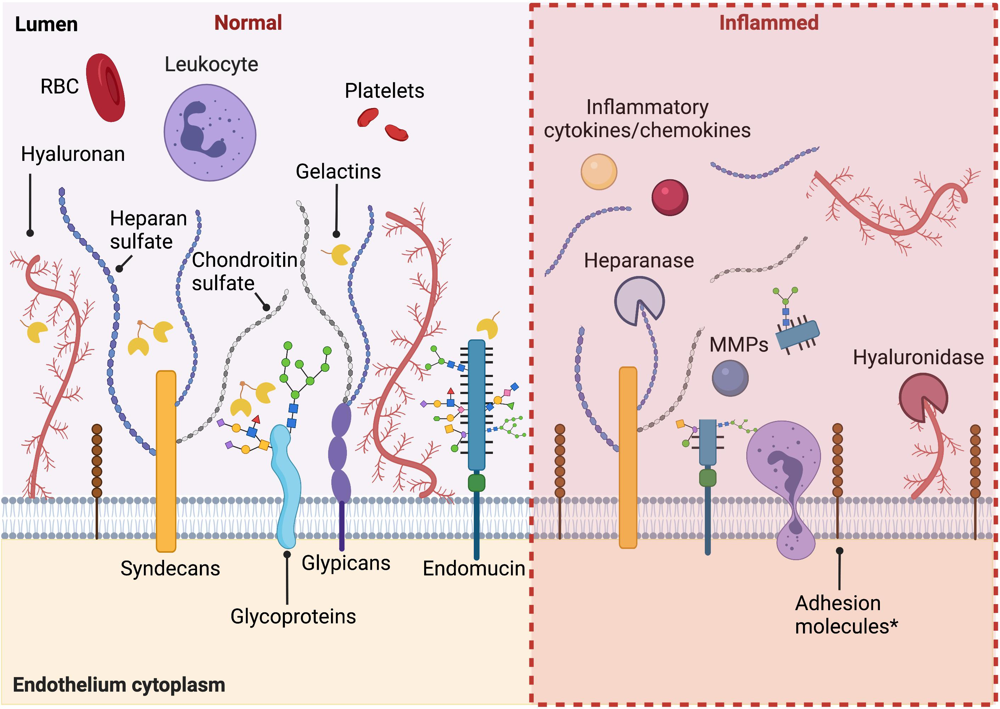 Lumen
Normal
RBC
Leukocyte
Platelets
Hyaluronan
Gelactins
Heparan
sulfate
Chondroitin
sulfate
Syndecans
Glypicans
Endomucin
Glycoproteins
Endothelium cytoplasm
Inflammed
Inflammatory
cytokines/chemokines
Heparanase
MMPs
Hyaluronidase
Adhesion
molecules*